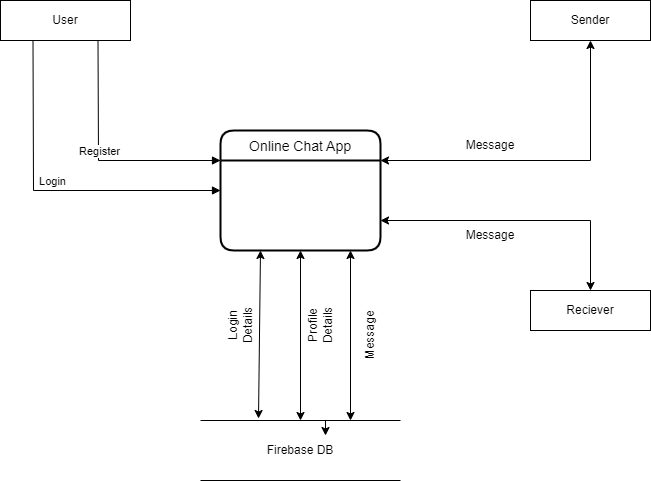 User
Sender
Online Chat App
Message
Register
Login
Message
Reciever
Login
Details
Profile
Details
Message
Firebase DB